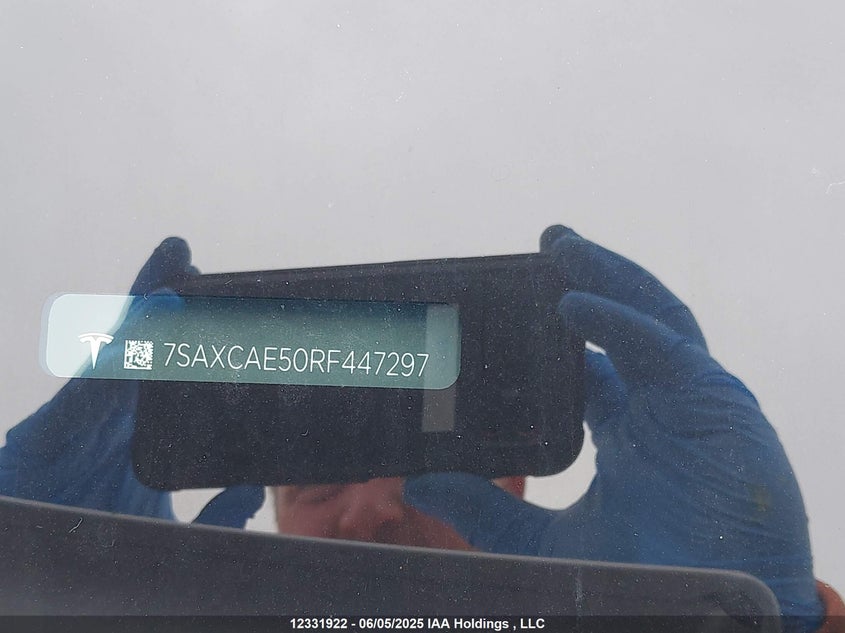 7SAXCAE50RF447297
12331922 - 06/05/2025 IAA Holdings , LLC